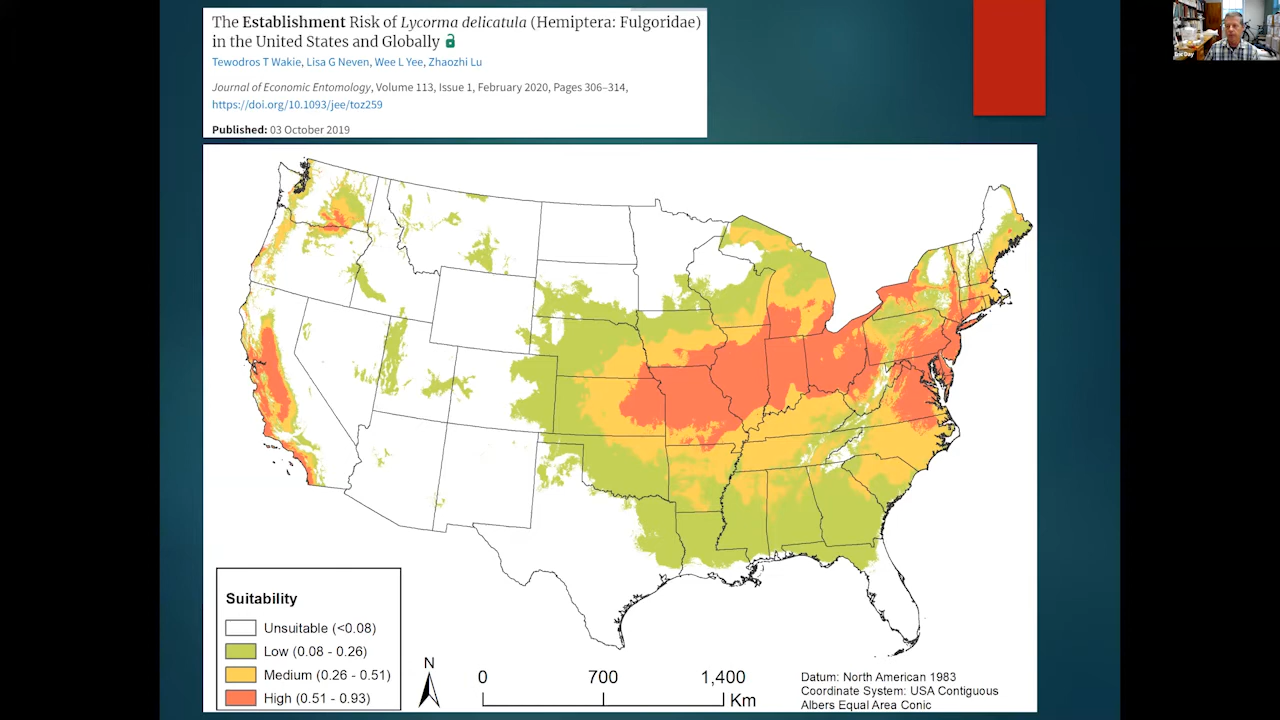 The Establishment Risk of Lycorma delicatula (Hemiptera: Fulgoridae)
in the United States and Globally
Tewodros T Wakie, Lisa G Neven, Wee L Yee, Zhaozhi Lu
Journal of Economic Entomology, Volume 113, Issue 1, February 2020, Pages 306–314,
https://doi.org/10.1093/jee/toz259
Published: 03 October 2019
Suitability
Unsuitable (<0.08)
Low (0.08 - 0.26)
Medium (0.26 - 0.51)
High (0.51 - 0.93)
N
0 700 1,400
Km
Datum: North American 1983
Coordinate System: USA Contiguous
Albers Equal Area Conic